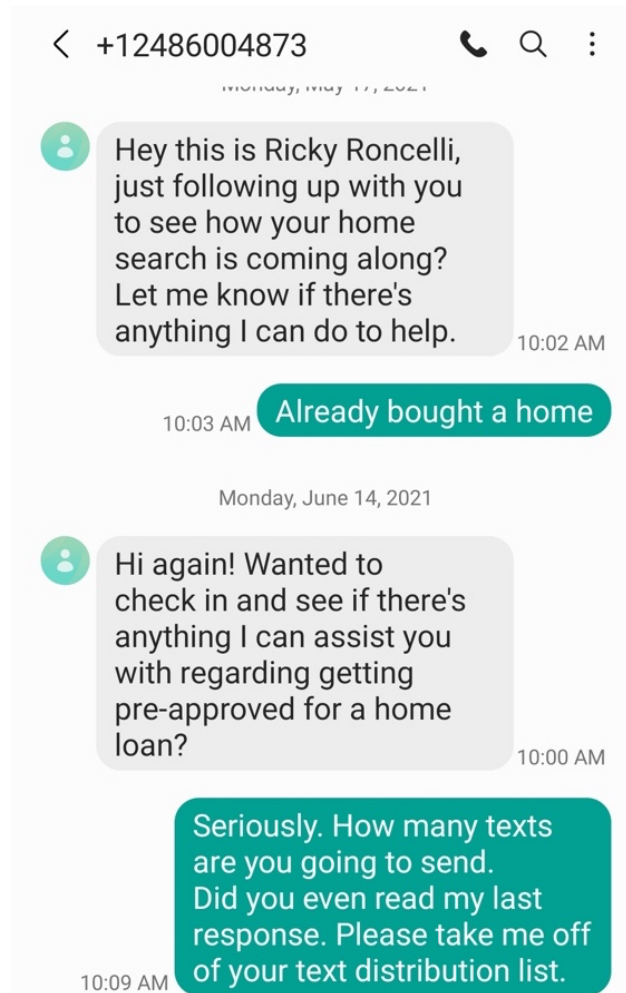 +12486004873
Monday, May 17, 2021
Hey this is Ricky Roncelli,
just following up with you
to see how your home
search is coming along?
Let me know if there's
anything I can do to help.
10:02 AM
10:03 AM
Already bought a home
Monday, June 14, 2021
Hi again! Wanted to
check in and see if there's
anything I can assist you
with regarding getting
pre-approved for a home
loan?
10:00 AM
Seriously. How many texts
are you going to send.
Did you even read my last
response. Please take me off
of your text distribution list.
10:09 AM